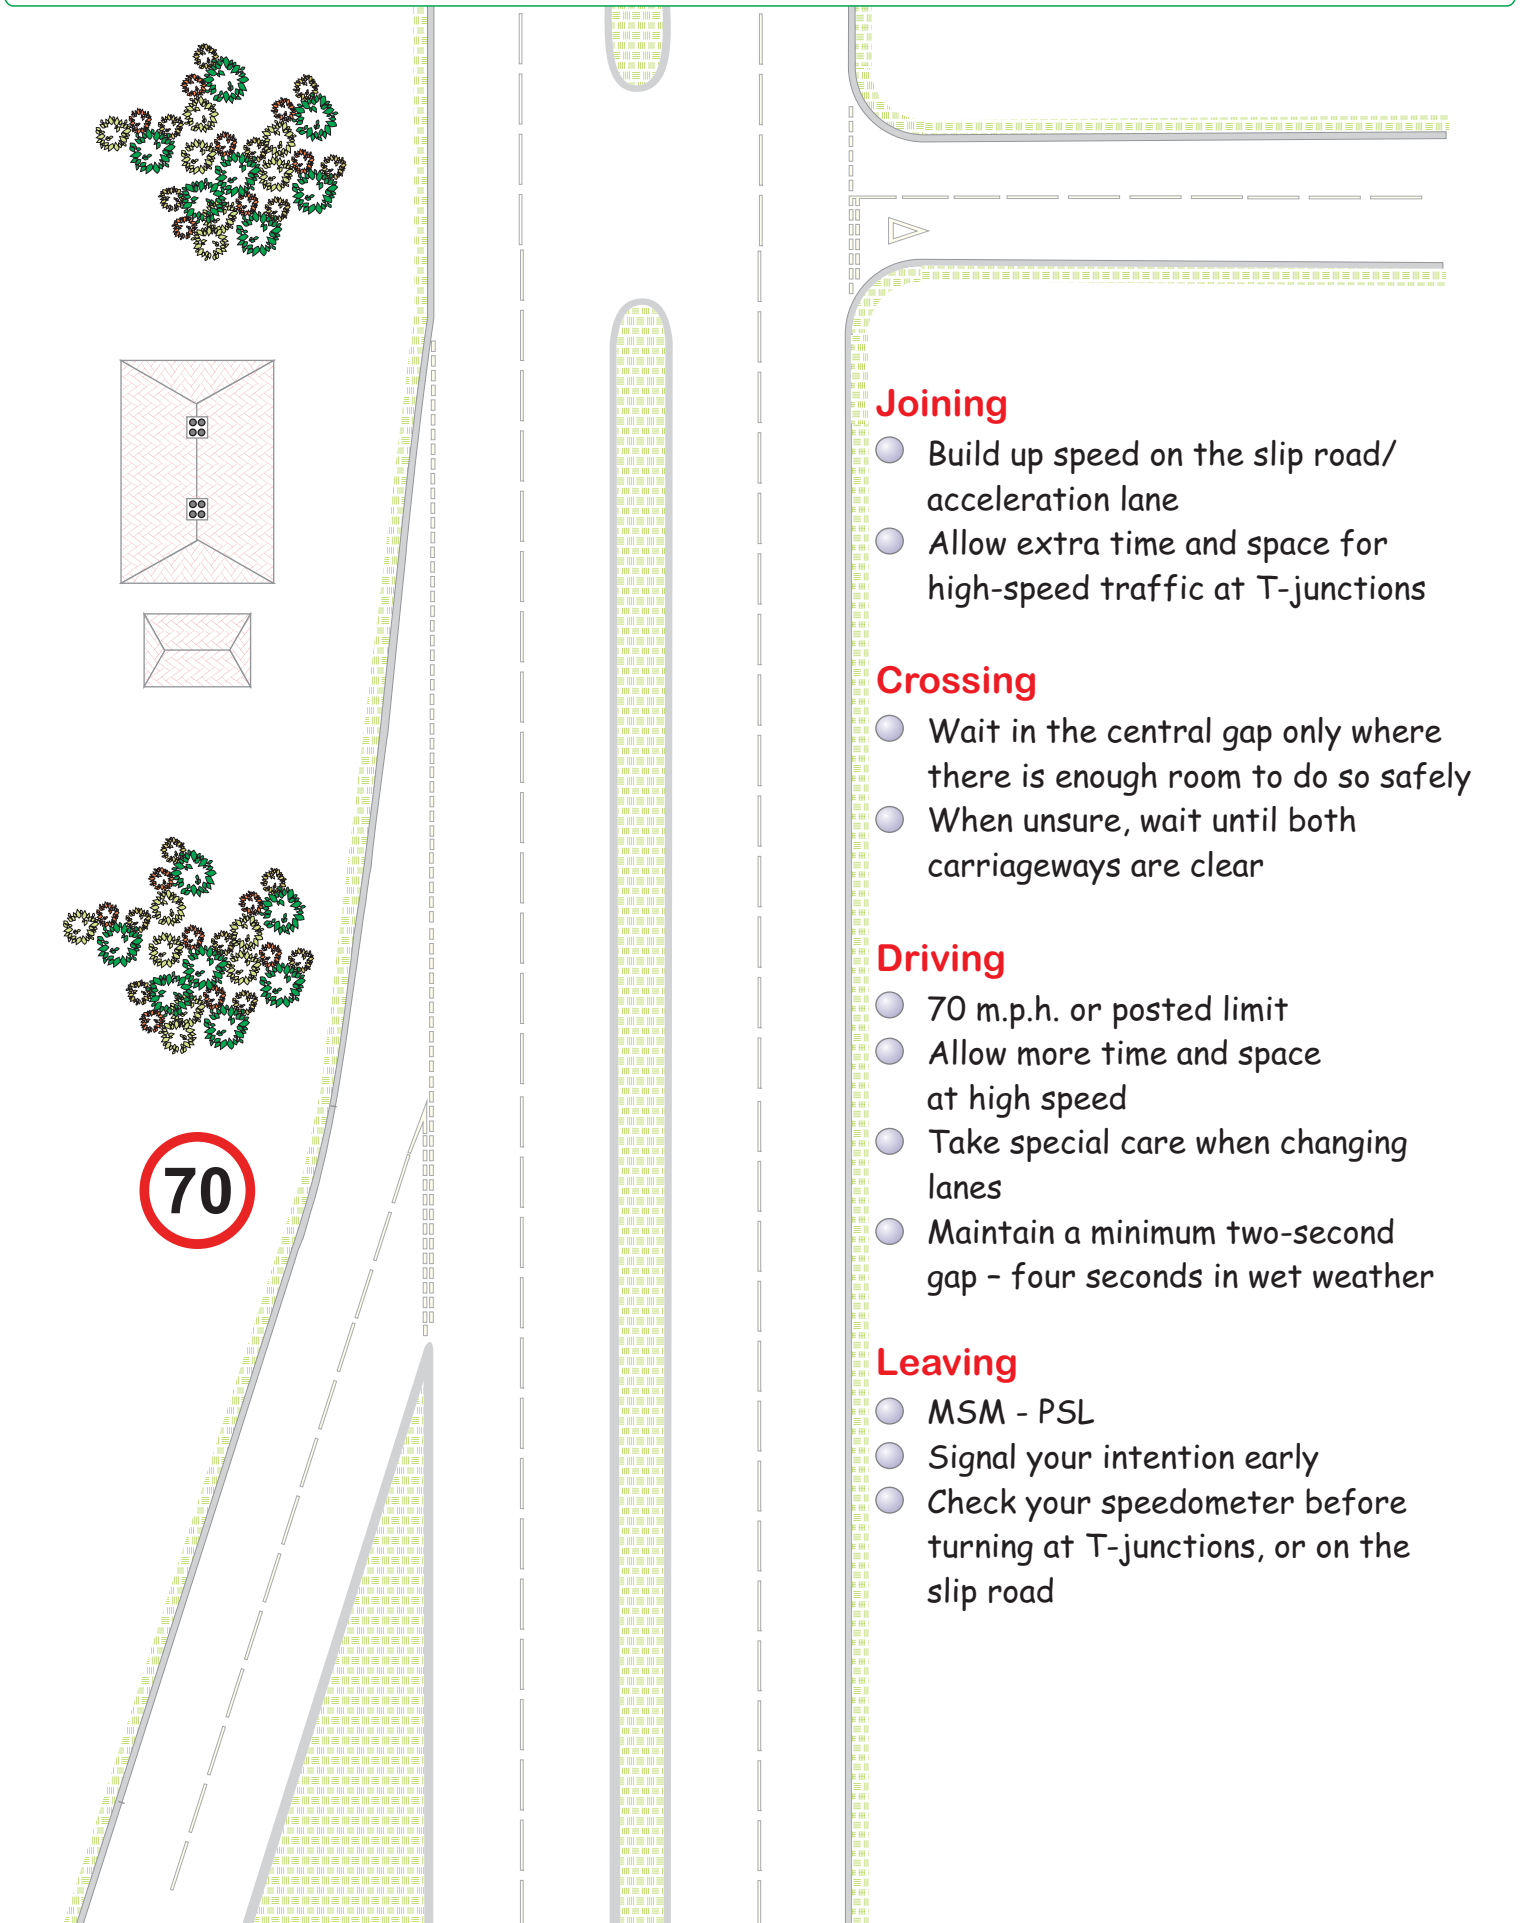 Joining
Build up speed on the slip road/
acceleration lane
Allow extra time and space for
high-speed traffic at T-junctions
Crossing
Wait in the central gap only where
there is enough room to do so safely
When unsure, wait until both
carriageways are clear
Driving
70 m.p.h. or posted limit
Allow more time and space
at high speed
Take special care when changing
lanes
Maintain a minimum two-second
gap – four seconds in wet weather
Leaving
MSM - PSL
Signal your intention early
Check your speedometer before
turning at T-junctions, or on the
slip road
70